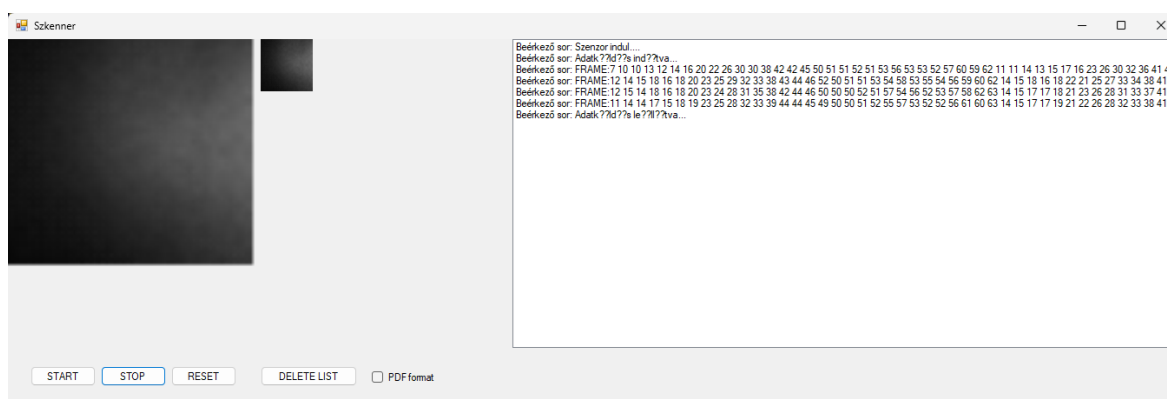 Szkenner
Beérkező sor: Szenzor indul....
Beérkező sor: Adatk??ld??s ind??tva...
Beérkező sor: FRAME:7 10 10 13 12 14 16 20 22 26 30 30 38 42 42 45 50 51 51 52 51 53 56 53 53 52 57 60 59 62 11 11 14 13 15 17 16 23 26 30 32 36 41
Beérkező sor: FRAME:12 14 15 18 16 18 20 23 25 29 32 33 38 43 44 46 52 50 51 51 53 54 58 53 55 54 56 59 60 62 14 15 18 16 18 22 21 25 27 33 34 38 41
Beérkező sor: FRAME:12 15 14 18 16 18 20 23 24 28 31 35 38 42 44 46 50 50 50 52 51 57 54 56 52 53 57 58 62 63 14 15 17 17 18 21 23 26 28 31 33 37 41
Beérkező sor: FRAME:11 14 14 17 15 18 19 23 25 28 32 33 39 44 44 45 49 50 50 51 52 55 57 53 52 52 56 61 60 63 14 15 17 17 19 21 22 26 28 32 33 38 41
Beérkező sor: Adatk??ld??s le??ll??tva...
START STOP RESET DELETE LIST PDF format